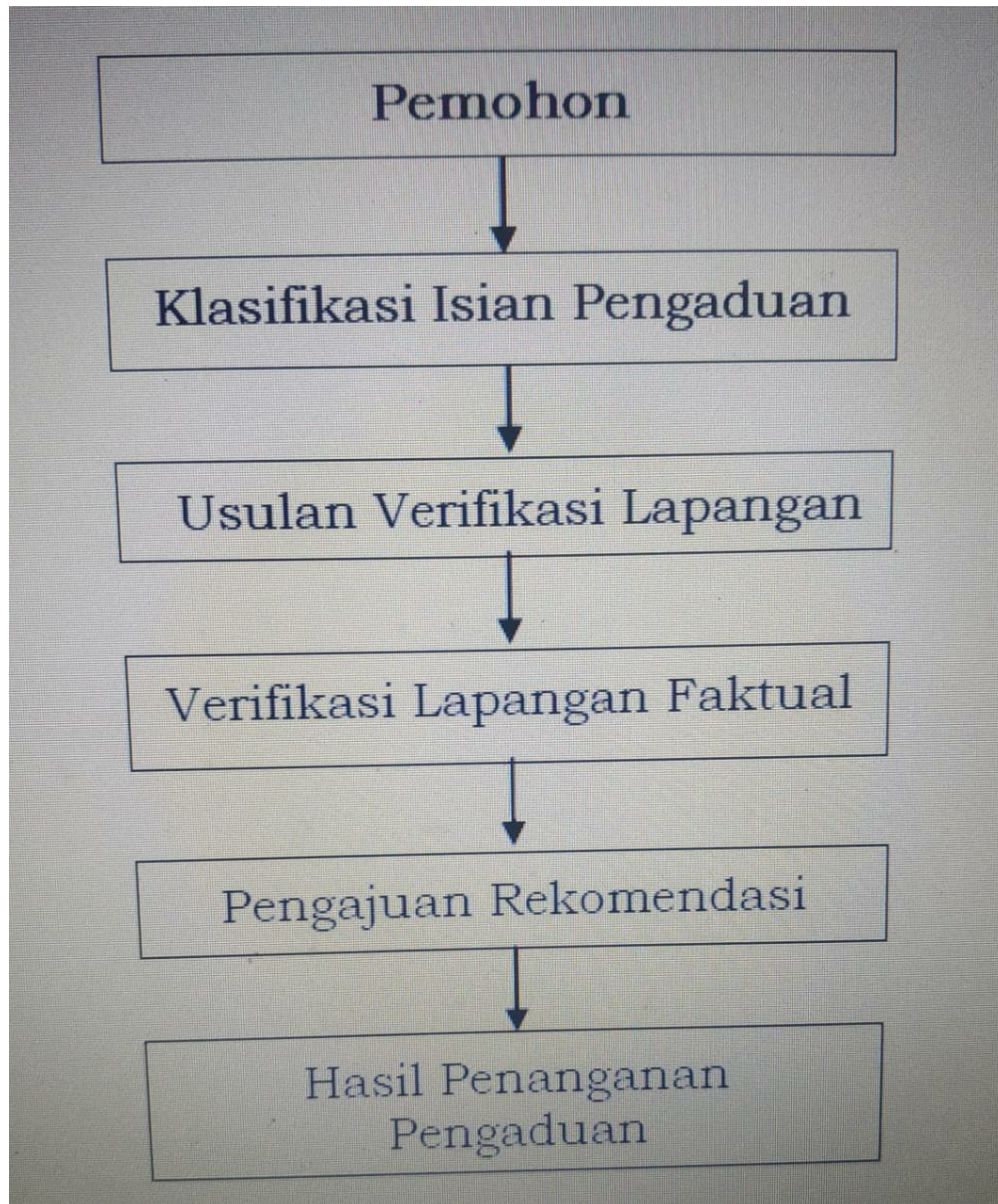 Pemohon
Klasifikasi Isian Pengaduan
Usulan Verifikasi Lapangan
Verifikasi Lapangan Faktual
Pengajuan Rekomendasi
Hasil Penanganan
Pengaduan